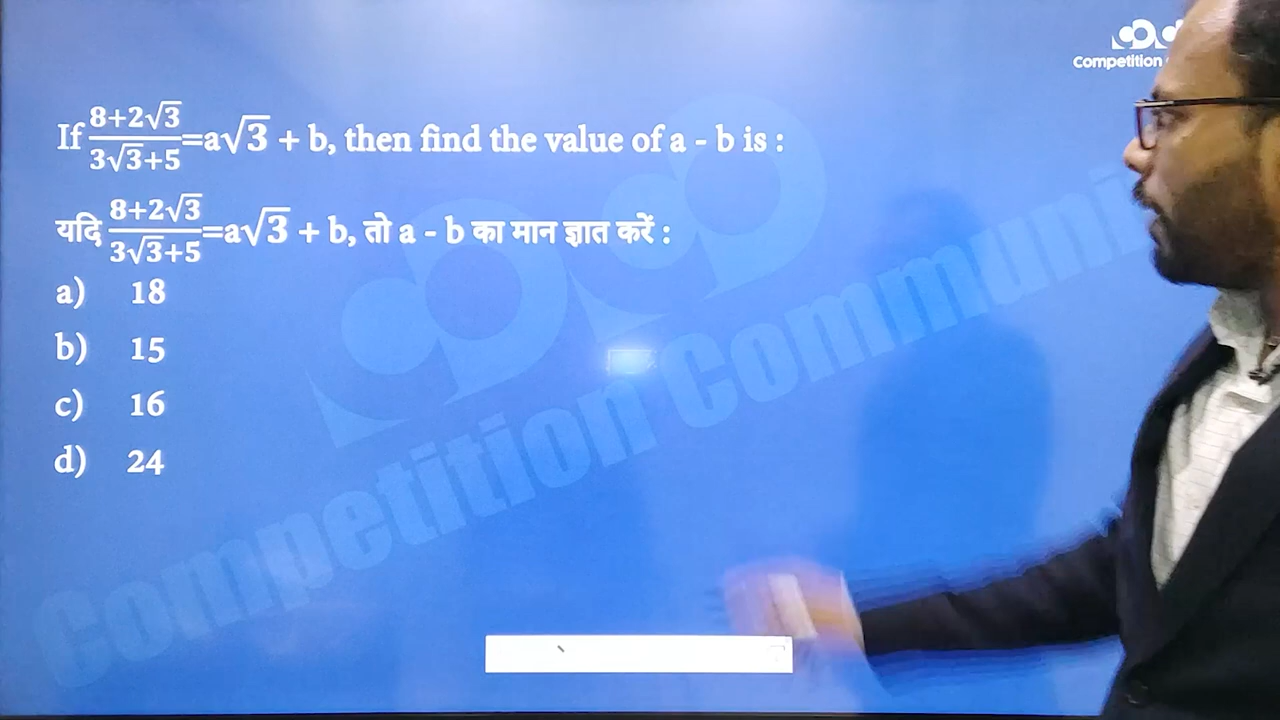 Competition
If 8+2√3/3√3+5=a√3 + b, then find the value of a - b is :
यदि 8+2√3/3√3+5=a√3 + b, तो a - b का मान ज्ञात करें :
a) 18
b) 15
c) 16
d) 24
Competition Communi